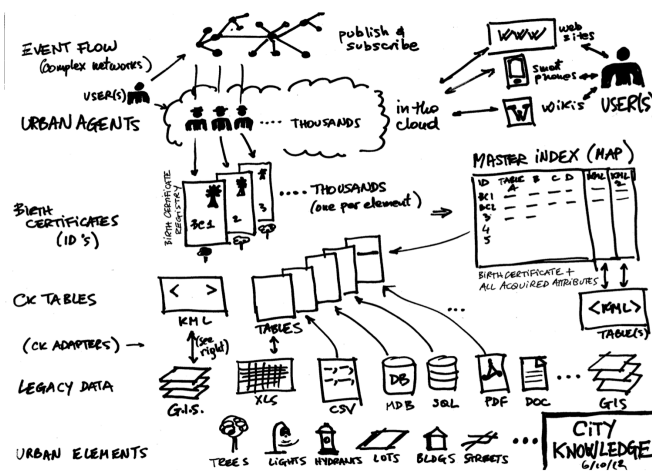 EVENT FLOW
(complex networks)
publish &
subscribe
WWW
web
sites
smart
phones
W
Wikis
USER(S)
USER(S)
URBAN AGENTS
.... THOUSANDS
in the
cloud
BIRTH CERTIFICATE
REGISTRY
BC1
2
3
.... THOUSANDS
(one per element)
BIRTH
CERTIFICATES
(ID's)
MASTER INDEX (MAP)
ID TABLE A B C D KML KML 2
BC1
BC2
3
4
5
BIRTH CERTIFICATE +
ALL ACQUIRED ATTRIBUTES
CK TABLES
< >
KML
TABLES
...
<KML>
TABLE(S)
(CK ADAPTERS)
(see
right)
LEGACY DATA
G.I.S.
XLS
CSV
DB
MDB
SQL
PDF
DOC
...
GIS
URBAN ELEMENTS
TREES
LIGHTS
HYDRANTS
LOTS
BLDGS
STREETS
...
CITY
KNOWLEDGE
6/10/12